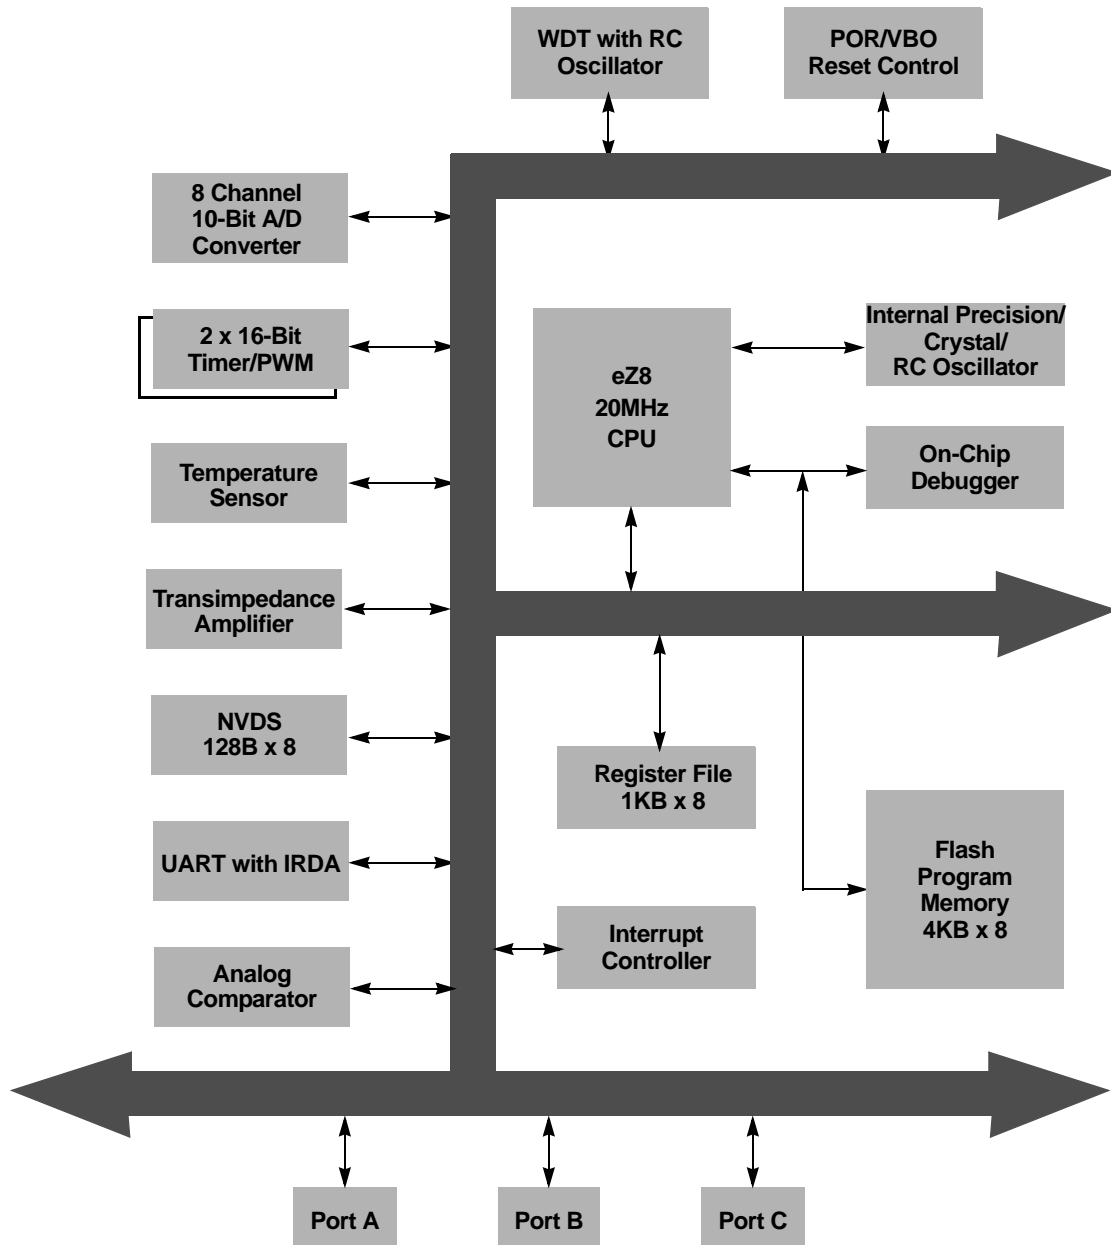 WDT with RC
Oscillator
POR/VBO
Reset Control
8 Channel
10-Bit A/D
Converter
2 x 16-Bit
Timer/PWM
eZ8
20MHz
CPU
Internal Precision/
Crystal/
RC Oscillator
Temperature
Sensor
On-Chip
Debugger
Transimpedance
Amplifier
NVDS
128B x 8
Register File
1KB x 8
UART with IRDA
Flash
Program
Memory
4KB x 8
Interrupt
Controller
Analog
Comparator
Port A
Port B
Port C